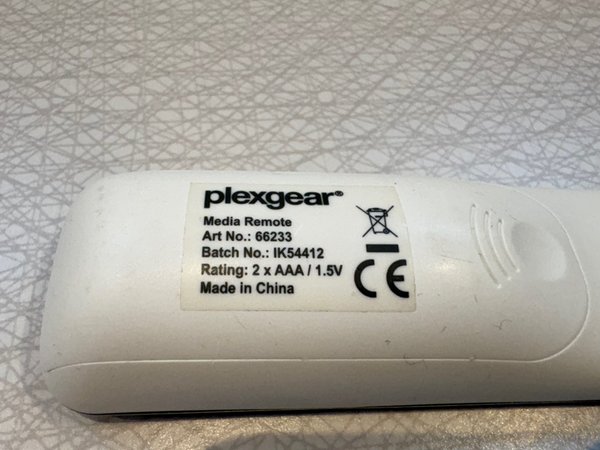 plexgear®
Media Remote
Art No.: 66233
Batch No.: IK54412
Rating: 2 x AAA / 1.5V
Made in China
CE